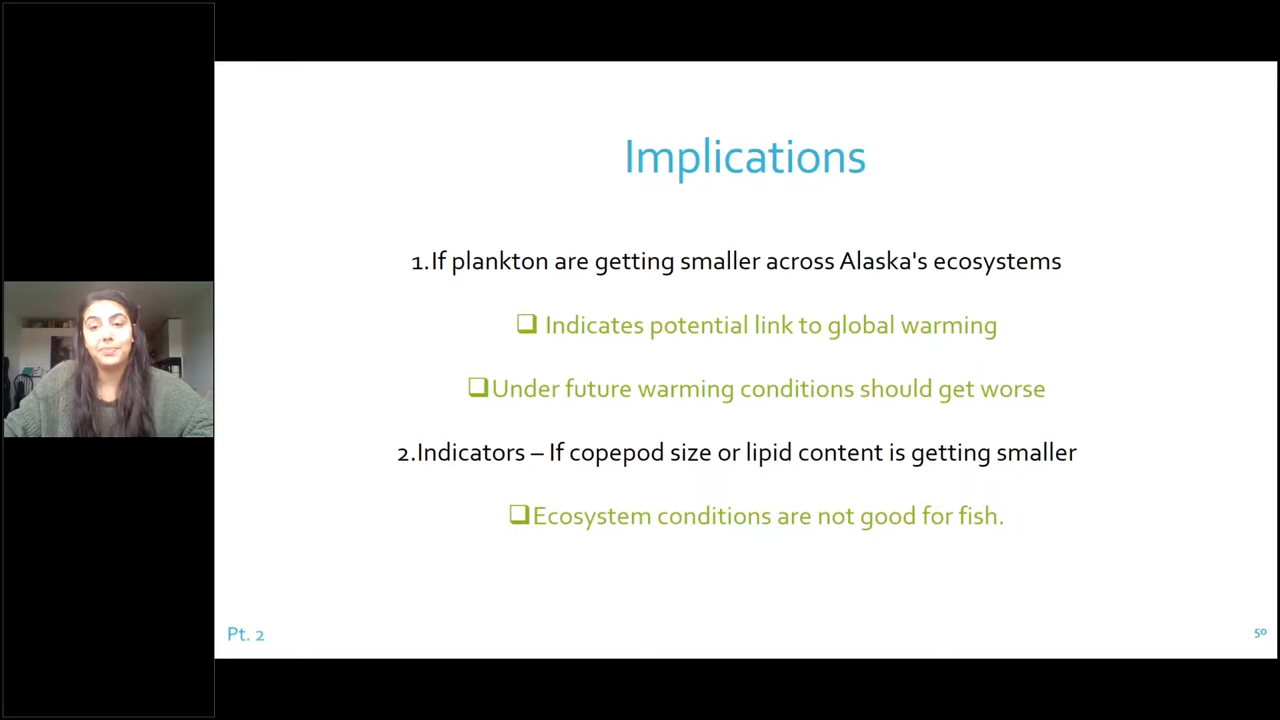 Implications
1.If plankton are getting smaller across Alaska's ecosystems
Indicates potential link to global warming
Under future warming conditions should get worse
2.Indicators – If copepod size or lipid content is getting smaller
Ecosystem conditions are not good for fish.
Pt. 2
50